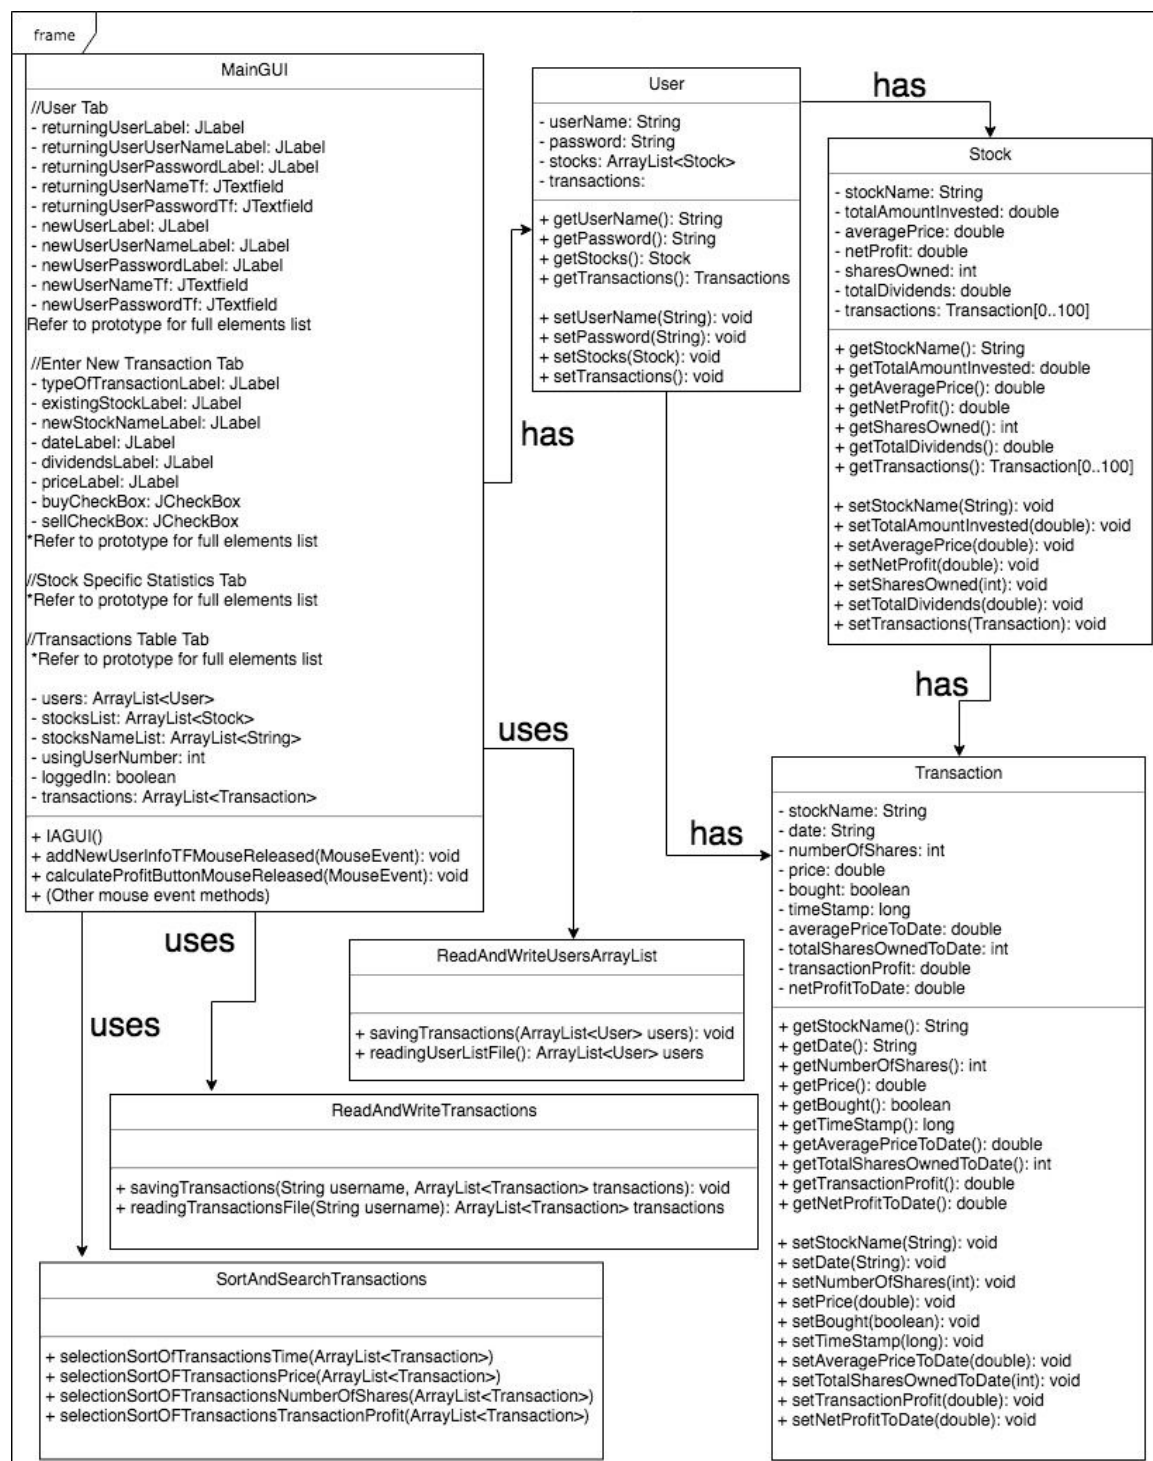 frame
MainGUI
//User Tab
- returningUserLabel: JLabel
- returningUserUserNameLabel: JLabel
- returningUserPasswordLabel: JLabel
- returningUserNameTf: JTextfield
- returningUserPasswordTf: JTextfield
- newUserLabel: JLabel
- newUserUserNameLabel: JLabel
- newUserPasswordLabel: JLabel
- newUserNameTf: JTextfield
- newUserPasswordTf: JTextfield
Refer to prototype for full elements list
//Enter New Transaction Tab
- typeOfTransactionLabel: JLabel
- existingStockLabel: JLabel
- newStockNameLabel: JLabel
- dateLabel: JLabel
- dividendsLabel: JLabel
- priceLabel: JLabel
- buyCheckBox: JCheckBox
- sellCheckBox: JCheckBox
*Refer to prototype for full elements list
//Stock Specific Statistics Tab
*Refer to prototype for full elements list
//Transactions Table Tab
*Refer to prototype for full elements list
- users: ArrayList<User>
- stocksList: ArrayList<Stock>
- stocksNameList: ArrayList<String>
- usingUserNumber: int
- loggedIn: boolean
- transactions: ArrayList<Transaction>
+ IAGUI()
+ addNewUserInfoTFMouseReleased(MouseEvent): void
+ calculateProfitButtonMouseReleased(MouseEvent): void
+ (Other mouse event methods)
has
User
- userName: String
- password: String
- stocks: ArrayList<Stock>
- transactions:
+ getUserName(): String
+ getPassword(): String
+ getStocks(): Stock
+ getTransactions(): Transactions
+ setUserName(String): void
+ setPassword(String): void
+ setStocks(Stock): void
+ setTransactions(): void
has
Stock
- stockName: String
- totalAmountInvested: double
- averagePrice: double
- netProfit: double
- sharesOwned: int
- totalDividends: double
- transactions: Transaction[0..100]
+ getStockName(): String
+ getTotalAmountInvested: double
+ getAveragePrice(): double
+ getNetProfit(): double
+ getSharesOwned(): int
+ getTotalDividends(): double
+ getTransactions(): Transaction[0..100]
+ setStockName(String): void
+ setTotalAmountInvested(double): void
+ setAveragePrice(double): void
+ setNetProfit(double): void
+ setSharesOwned(int): void
+ setTotalDividends(double): void
+ setTransactions(Transaction): void
has
has
Transaction
- stockName: String
- date: String
- numberOfShares: int
- price: double
- bought: boolean
- timeStamp: long
- averagePriceToDate: double
- totalSharesOwnedToDate: int
- transactionProfit: double
- netProfitToDate: double
+ getStockName(): String
+ getDate(): String
+ getNumberOfShares(): int
+ getPrice(): double
+ getBought(): boolean
+ getTimeStamp(): long
+ getAveragePriceToDate(): double
+ getTotalSharesOwnedToDate(): int
+ getTransactionProfit(): double
+ getNetProfitToDate(): double
+ setStockName(String): void
+ setDate(String): void
+ setNumberOfShares(int): void
+ setPrice(double): void
+ setBought(boolean): void
+ setTimeStamp(long): void
+ setAveragePriceToDate(double): void
+ setTotalSharesOwnedToDate(int): void
+ setTransactionProfit(double): void
+ setNetProfitToDate(double): void
uses
ReadAndWriteUsersArrayList
+ savingTransactions(ArrayList<User> users): void
+ readingUserListFile(): ArrayList<User> users
uses
ReadAndWriteTransactions
+ savingTransactions(String username, ArrayList<Transaction> transactions): void
+ readingTransactionsFile(String username): ArrayList<Transaction> transactions
uses
SortAndSearchTransactions
+ selectionSortOfTransactionsTime(ArrayList<Transaction>)
+ selectionSortOFTransactionsPrice(ArrayList<Transaction>)
+ selectionSortOFTransactionsNumberOfShares(ArrayList<Transaction>)
+ selectionSortOFTransactionsTransactionProfit(ArrayList<Transaction>)